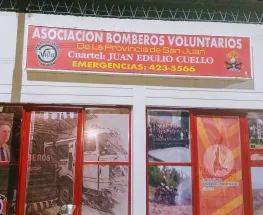 ASOCIACION BOMBEROS VOLUNTARIOS
De La Provincia de San Juan
Cuartel: JUAN EDULIO CUELLO
EMERGENCIAS: 423-5566